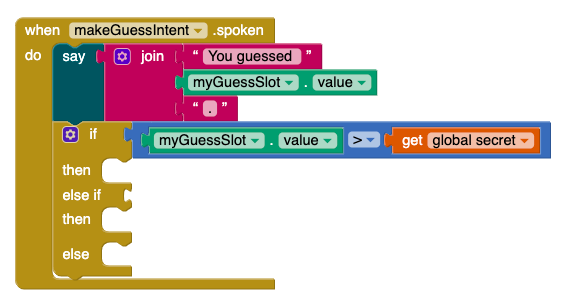 when makeGuessIntent .spoken
do say join “ You guessed ”
myGuessSlot . value
“ . ”
if myGuessSlot . value > get global secret
then
else if
then
else